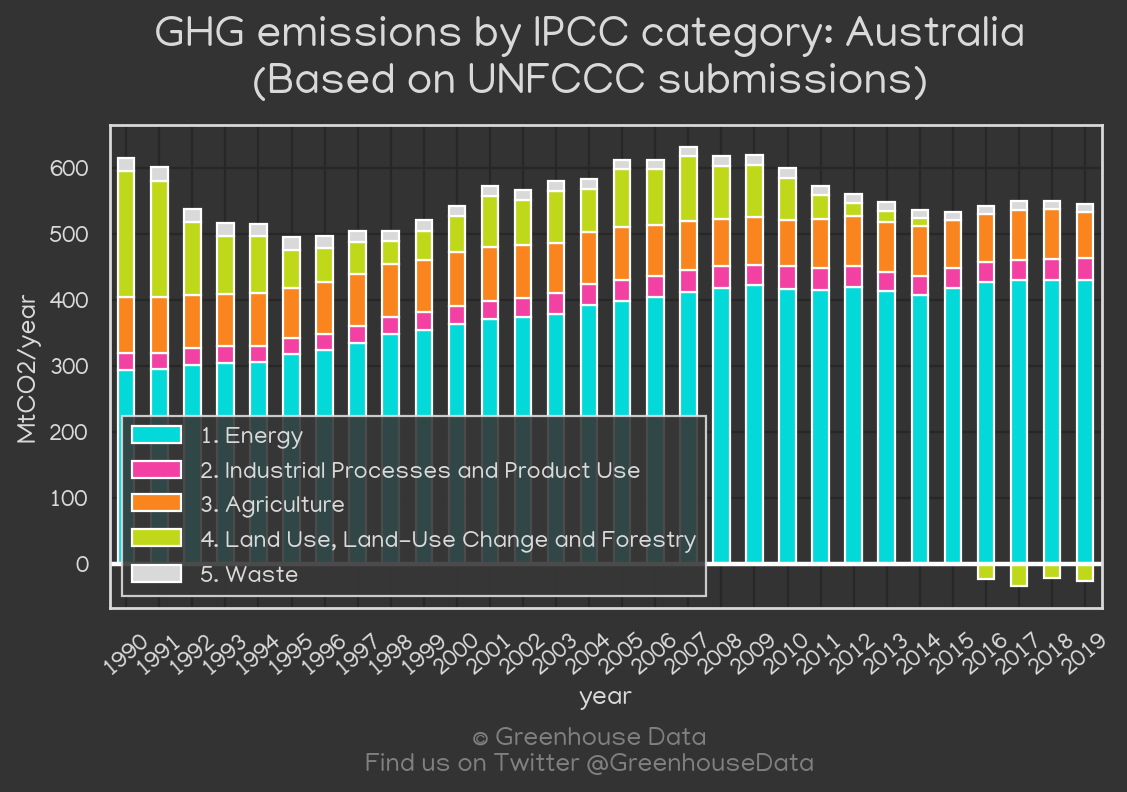 GHG emissions by IPCC category: Australia
(Based on UNFCCC submissions)
MtCO2/year
600
500
400
300
200
100
0
1. Energy
2. Industrial Processes and Product Use
3. Agriculture
4. Land Use, Land-Use Change and Forestry
5. Waste
1990 1991 1992 1993 1994 1995 1996 1997 1998 1999 2000 2001 2002 2003 2004 2005 2006 2007 2008 2009 2010 2011 2012 2013 2014 2015 2016 2017 2018 2019
year
© Greenhouse Data
Find us on Twitter @GreenhouseData